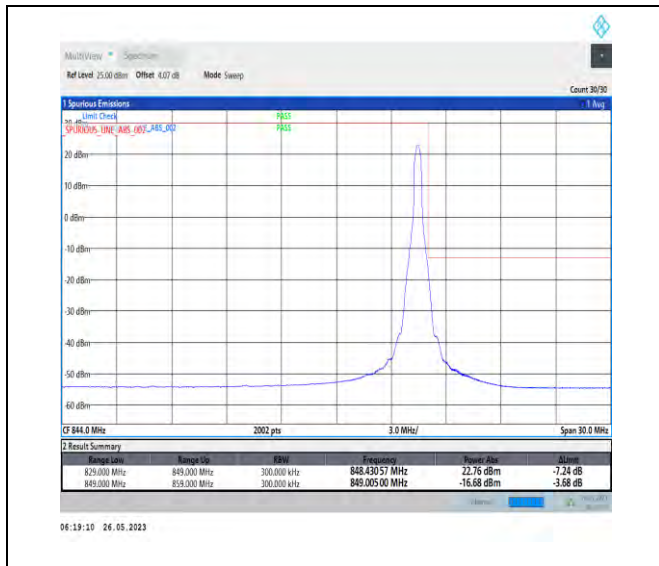 MultiView Spectrum
Ref Level 25.00 dBm Offset 4.07 dB Mode Sweep
Count 30/30
1 Spurious Emissions 1 Avg
Limit Check PASS
_SPURIOUS_LINE_ABS_002 PASS
20 dBm
10 dBm
0 dBm
-10 dBm
-20 dBm
-30 dBm
-40 dBm
-50 dBm
-60 dBm
CF 844.0 MHz 2002 pts 3.0 MHz/ Span 30.0 MHz
2 Result Summary
Range Low Range Up RBW Frequency Power Abs ΔLimit
829.000 MHz 849.000 MHz 300.000 kHz 848.43057 MHz 22.76 dBm -7.24 dB
849.000 MHz 859.000 MHz 300.000 kHz 849.00500 MHz -16.68 dBm -3.68 dB
06:19:10 26.05.2023